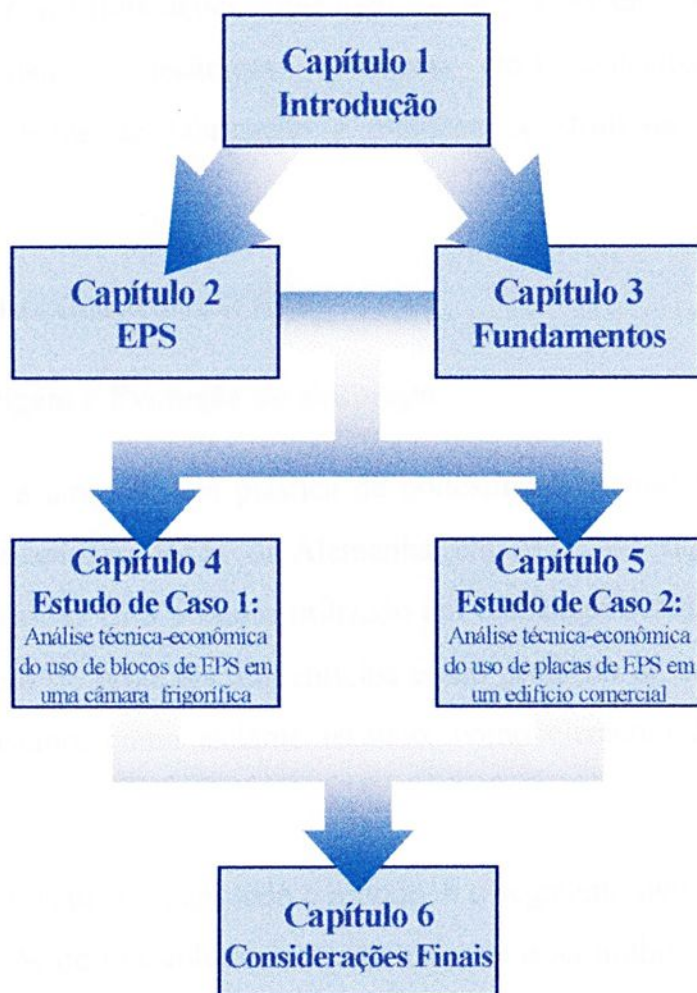 Capítulo 1
Introdução
Capítulo 2
EPS
Capítulo 3
Fundamentos
Capítulo 4
Estudo de Caso 1:
Análise técnica-econômica
do uso de blocos de EPS em
uma câmara frigorífica
Capítulo 5
Estudo de Caso 2:
Análise técnica-econômica
do uso de placas de EPS em
um edifício comercial
Capítulo 6
Considerações Finais